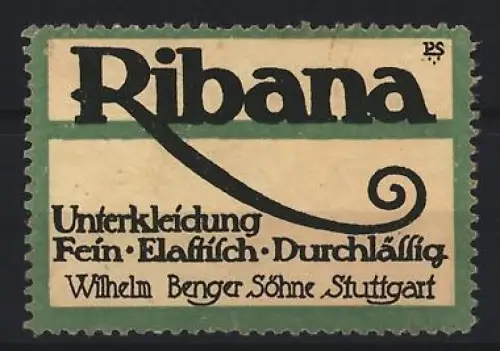 PS
Ribana
Unterkleidung
Fein · Elaſtiſch · Durchläſſig
Wilhelm Benger Söhne Stuttgart